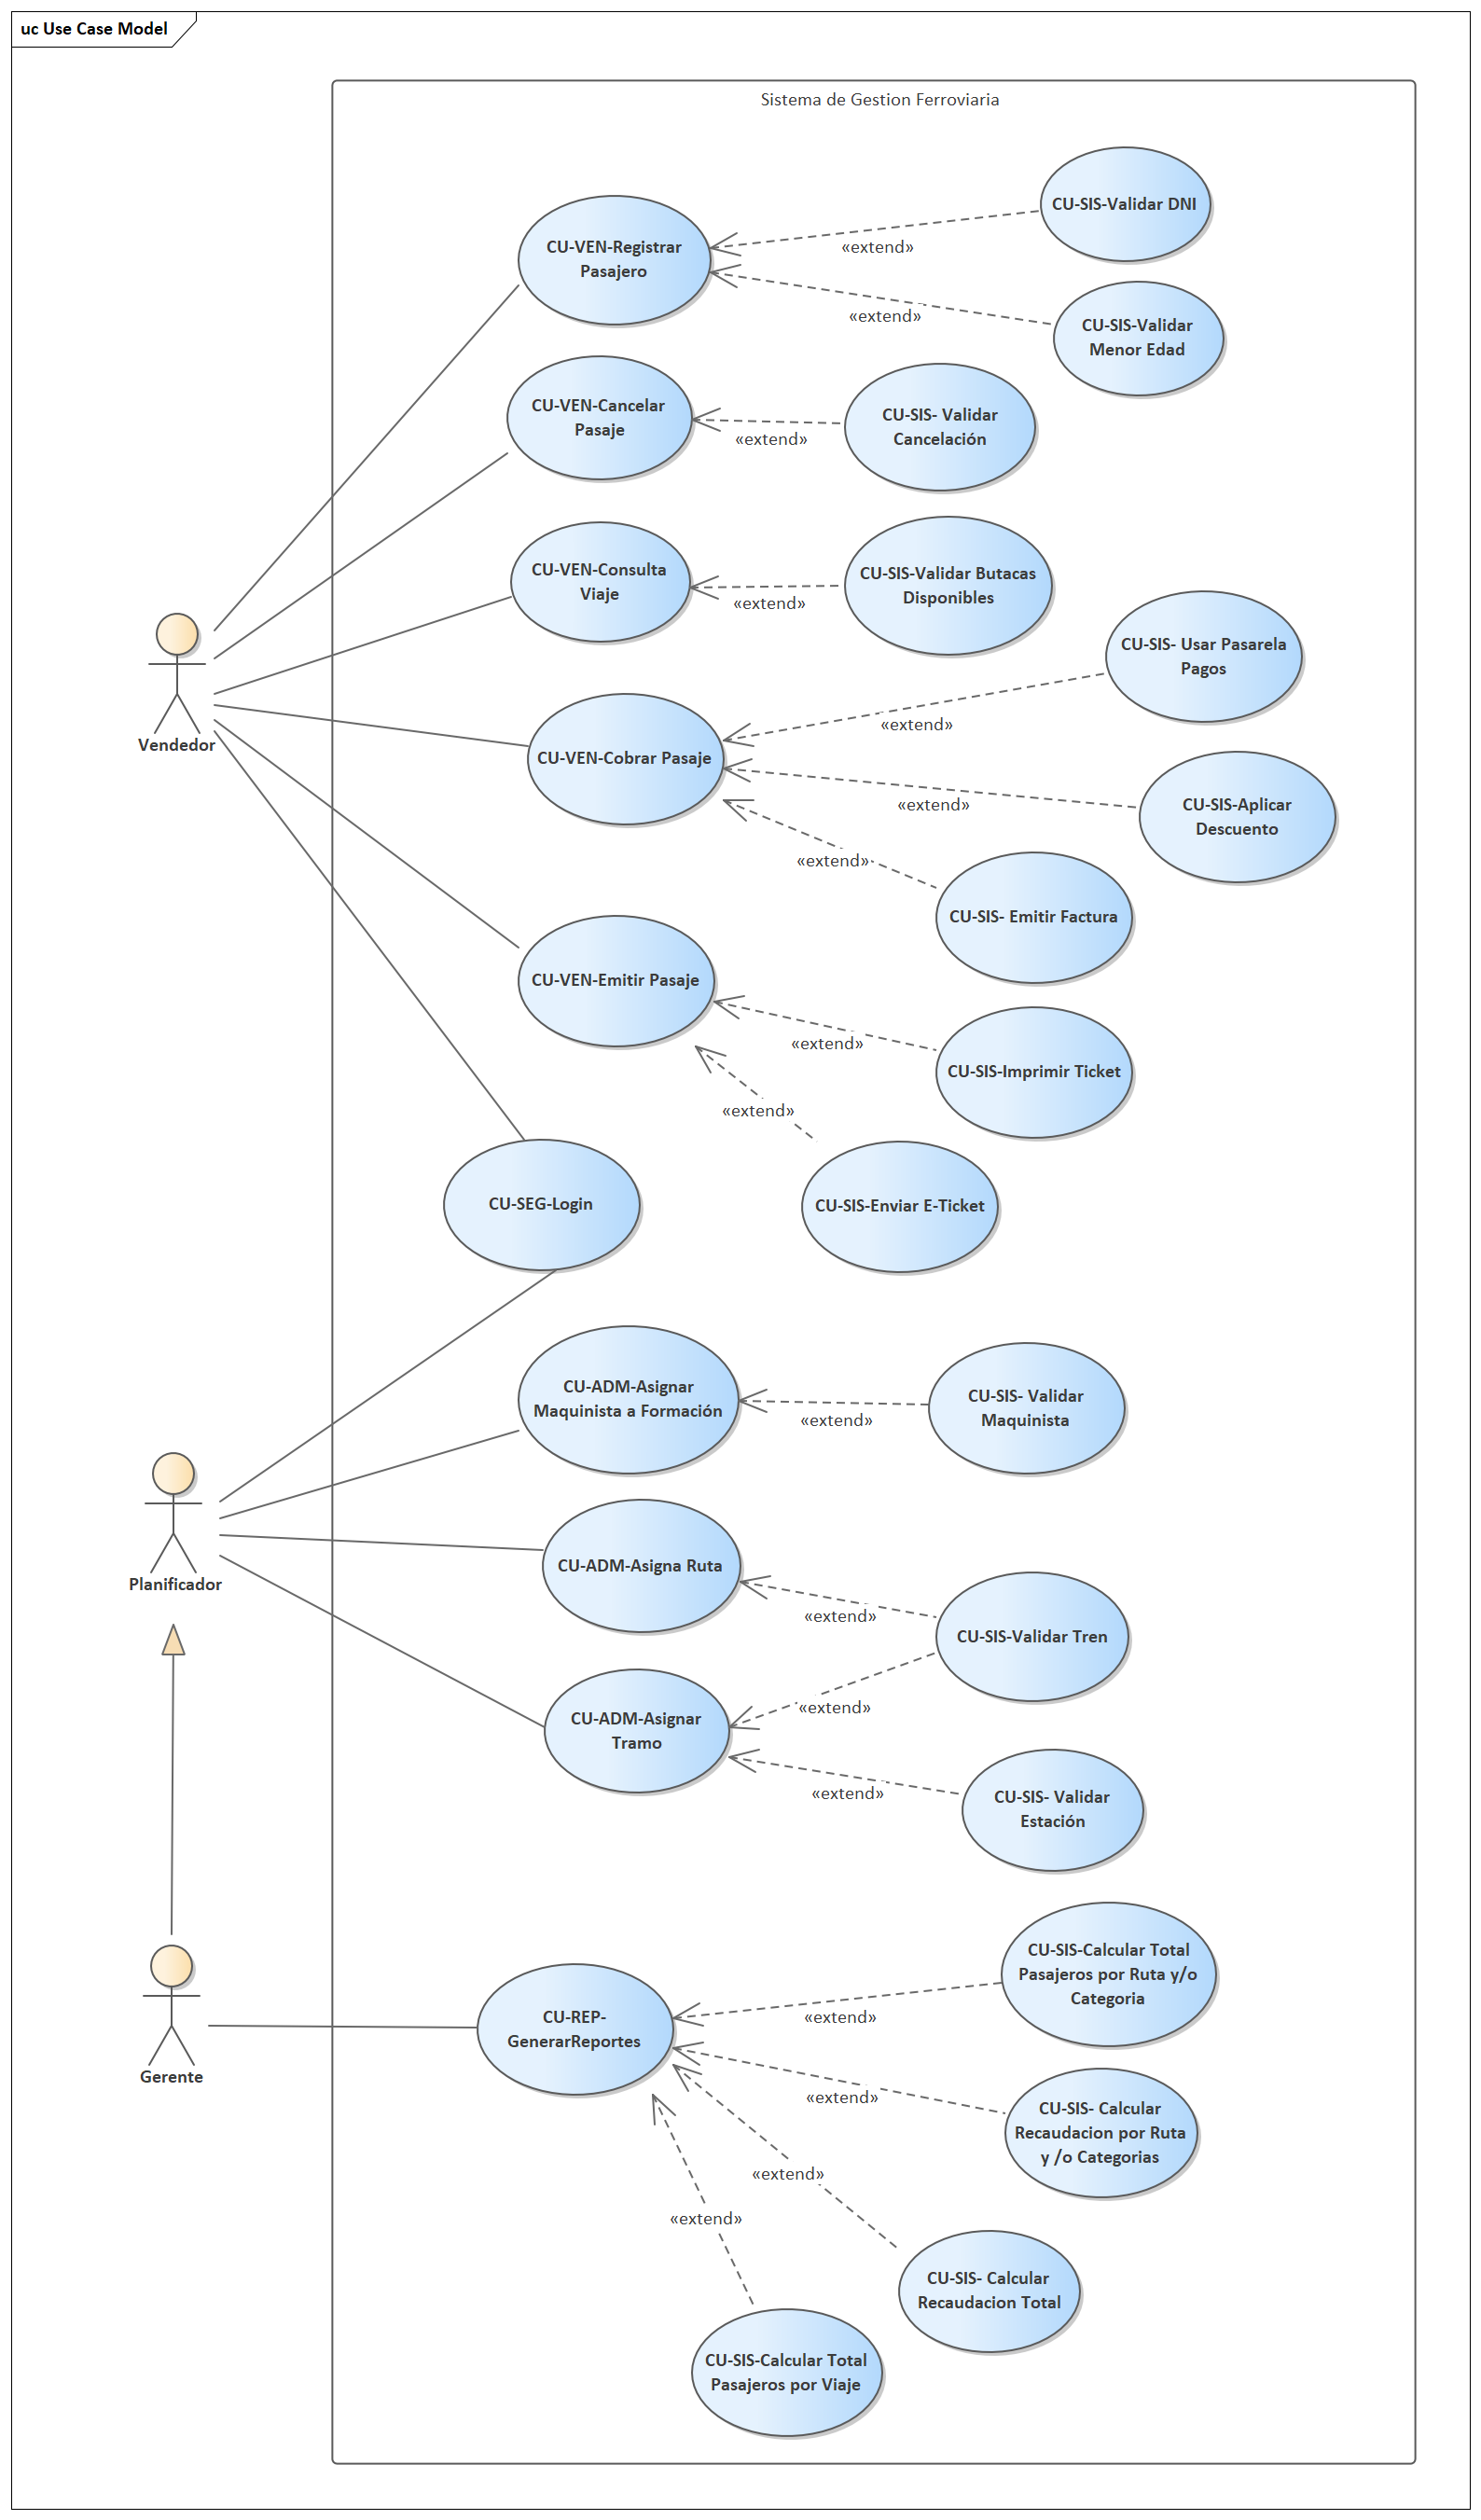 uc Use Case Model
Sistema de Gestion Ferroviaria
CU-SIS-Validar DNI
CU-VEN-Registrar
Pasajero
«extend»
«extend»
CU-SIS-Validar
Menor Edad
CU-VEN-Cancelar
Pasaje
«extend»
CU-SIS- Validar
Cancelación
CU-VEN-Consulta
Viaje
«extend»
CU-SIS-Validar Butacas
Disponibles
CU-SIS- Usar Pasarela
Pagos
«extend»
Vendedor
CU-VEN-Cobrar Pasaje
«extend»
CU-SIS-Aplicar
Descuento
«extend»
CU-SIS- Emitir Factura
CU-VEN-Emitir Pasaje
«extend»
CU-SIS-Imprimir Ticket
«extend»
CU-SEG-Login
CU-SIS-Enviar E-Ticket
CU-ADM-Asignar
Maquinista a Formación
«extend»
CU-SIS- Validar
Maquinista
Planificador
CU-ADM-Asigna Ruta
«extend»
CU-SIS-Validar Tren
«extend»
CU-ADM-Asignar
Tramo
«extend»
CU-SIS- Validar
Estación
CU-SIS-Calcular Total
Pasajeros por Ruta y/o
Categoria
«extend»
CU-REP-
GenerarReportes
Gerente
«extend»
CU-SIS- Calcular
Recaudacion por Ruta
y /o Categorias
«extend»
«extend»
CU-SIS- Calcular
Recaudacion Total
CU-SIS-Calcular Total
Pasajeros por Viaje